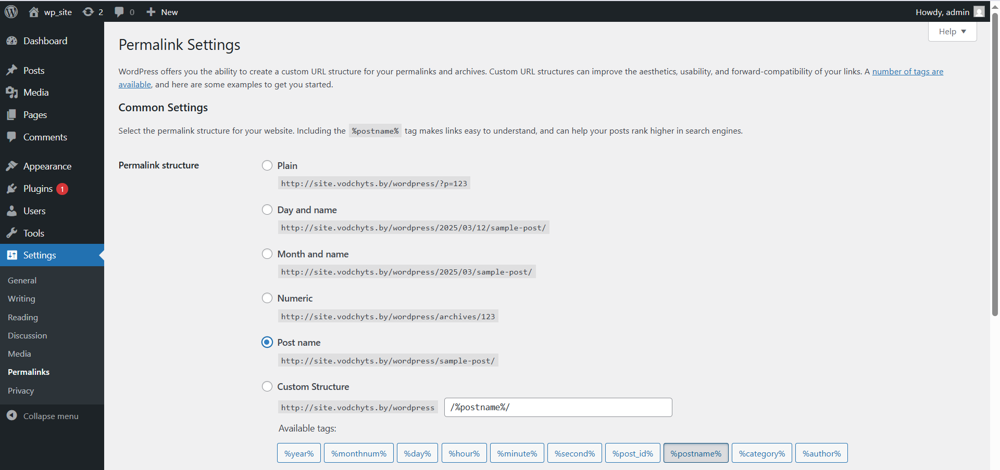 wp_site 2 0 New Howdy, admin
Help
Dashboard
Posts
Media
Pages
Comments
Appearance
Plugins 1
Users
Tools
Settings
General
Writing
Reading
Discussion
Media
Permalinks
Privacy
Collapse menu
Permalink Settings
WordPress offers you the ability to create a custom URL structure for your permalinks and archives. Custom URL structures can improve the aesthetics, usability, and forward-compatibility of your links. A number of tags are
available, and here are some examples to get you started.
Common Settings
Select the permalink structure for your website. Including the %postname% tag makes links easy to understand, and can help your posts rank higher in search engines.
Permalink structure
Plain
http://site.vodchyts.by/wordpress/?p=123
Day and name
http://site.vodchyts.by/wordpress/2025/03/12/sample-post/
Month and name
http://site.vodchyts.by/wordpress/2025/03/sample-post/
Numeric
http://site.vodchyts.by/wordpress/archives/123
Post name
http://site.vodchyts.by/wordpress/sample-post/
Custom Structure
http://site.vodchyts.by/wordpress /%postname%/
Available tags:
%year% %monthnum% %day% %hour% %minute% %second% %post_id% %postname% %category% %author%